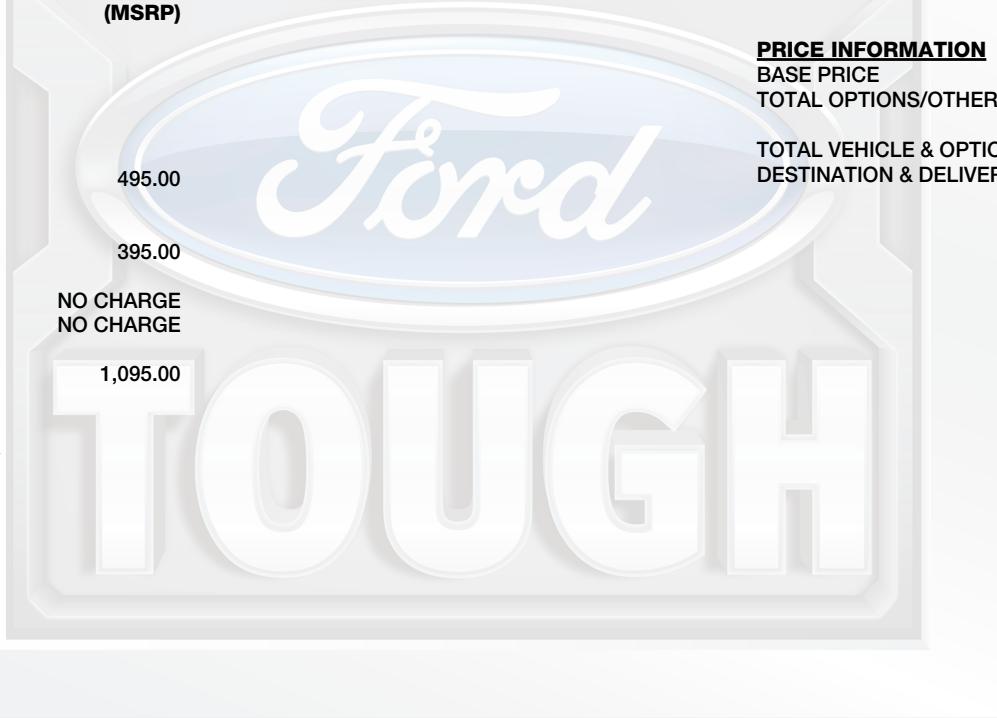 (MSRP)
495.00
395.00
NO CHARGE
NO CHARGE
1,095.00
PRICE INFORMATION
BASE PRICE
TOTAL OPTIONS/OTHER
TOTAL VEHICLE & OPTIO
DESTINATION & DELIVER
Ford
TOUGH